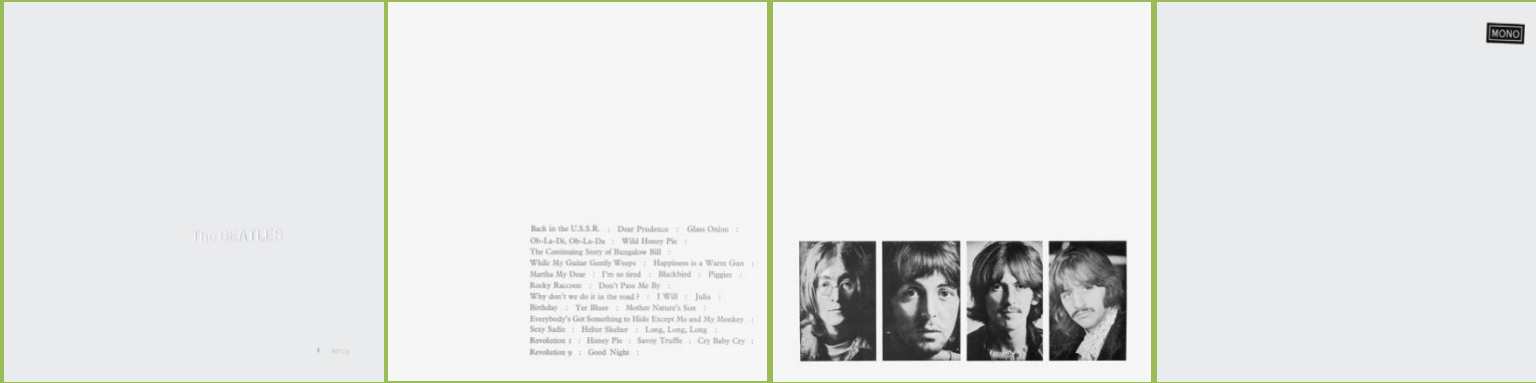 The BEATLES
Back in the U.S.S.R. : Dear Prudence : Glass Onion :
Ob-La-Di, Ob-La-Da : Wild Honey Pie :
The Continuing Story of Bungalow Bill :
While My Guitar Gently Weeps : Happiness is a Warm Gun :
Martha My Dear : I'm so tired : Blackbird : Piggies :
Rocky Raccoon : Don't Pass Me By :
Why don't we do it in the road? : I Will : Julia :
Birthday : Yer Blues : Mother Nature's Son :
Everybody's Got Something to Hide Except Me and My Monkey :
Sexy Sadie : Helter Skelter : Long, Long, Long :
Revolution 1 : Honey Pie : Savoy Truffle : Cry Baby Cry :
Revolution 9 : Good Night :
MONO